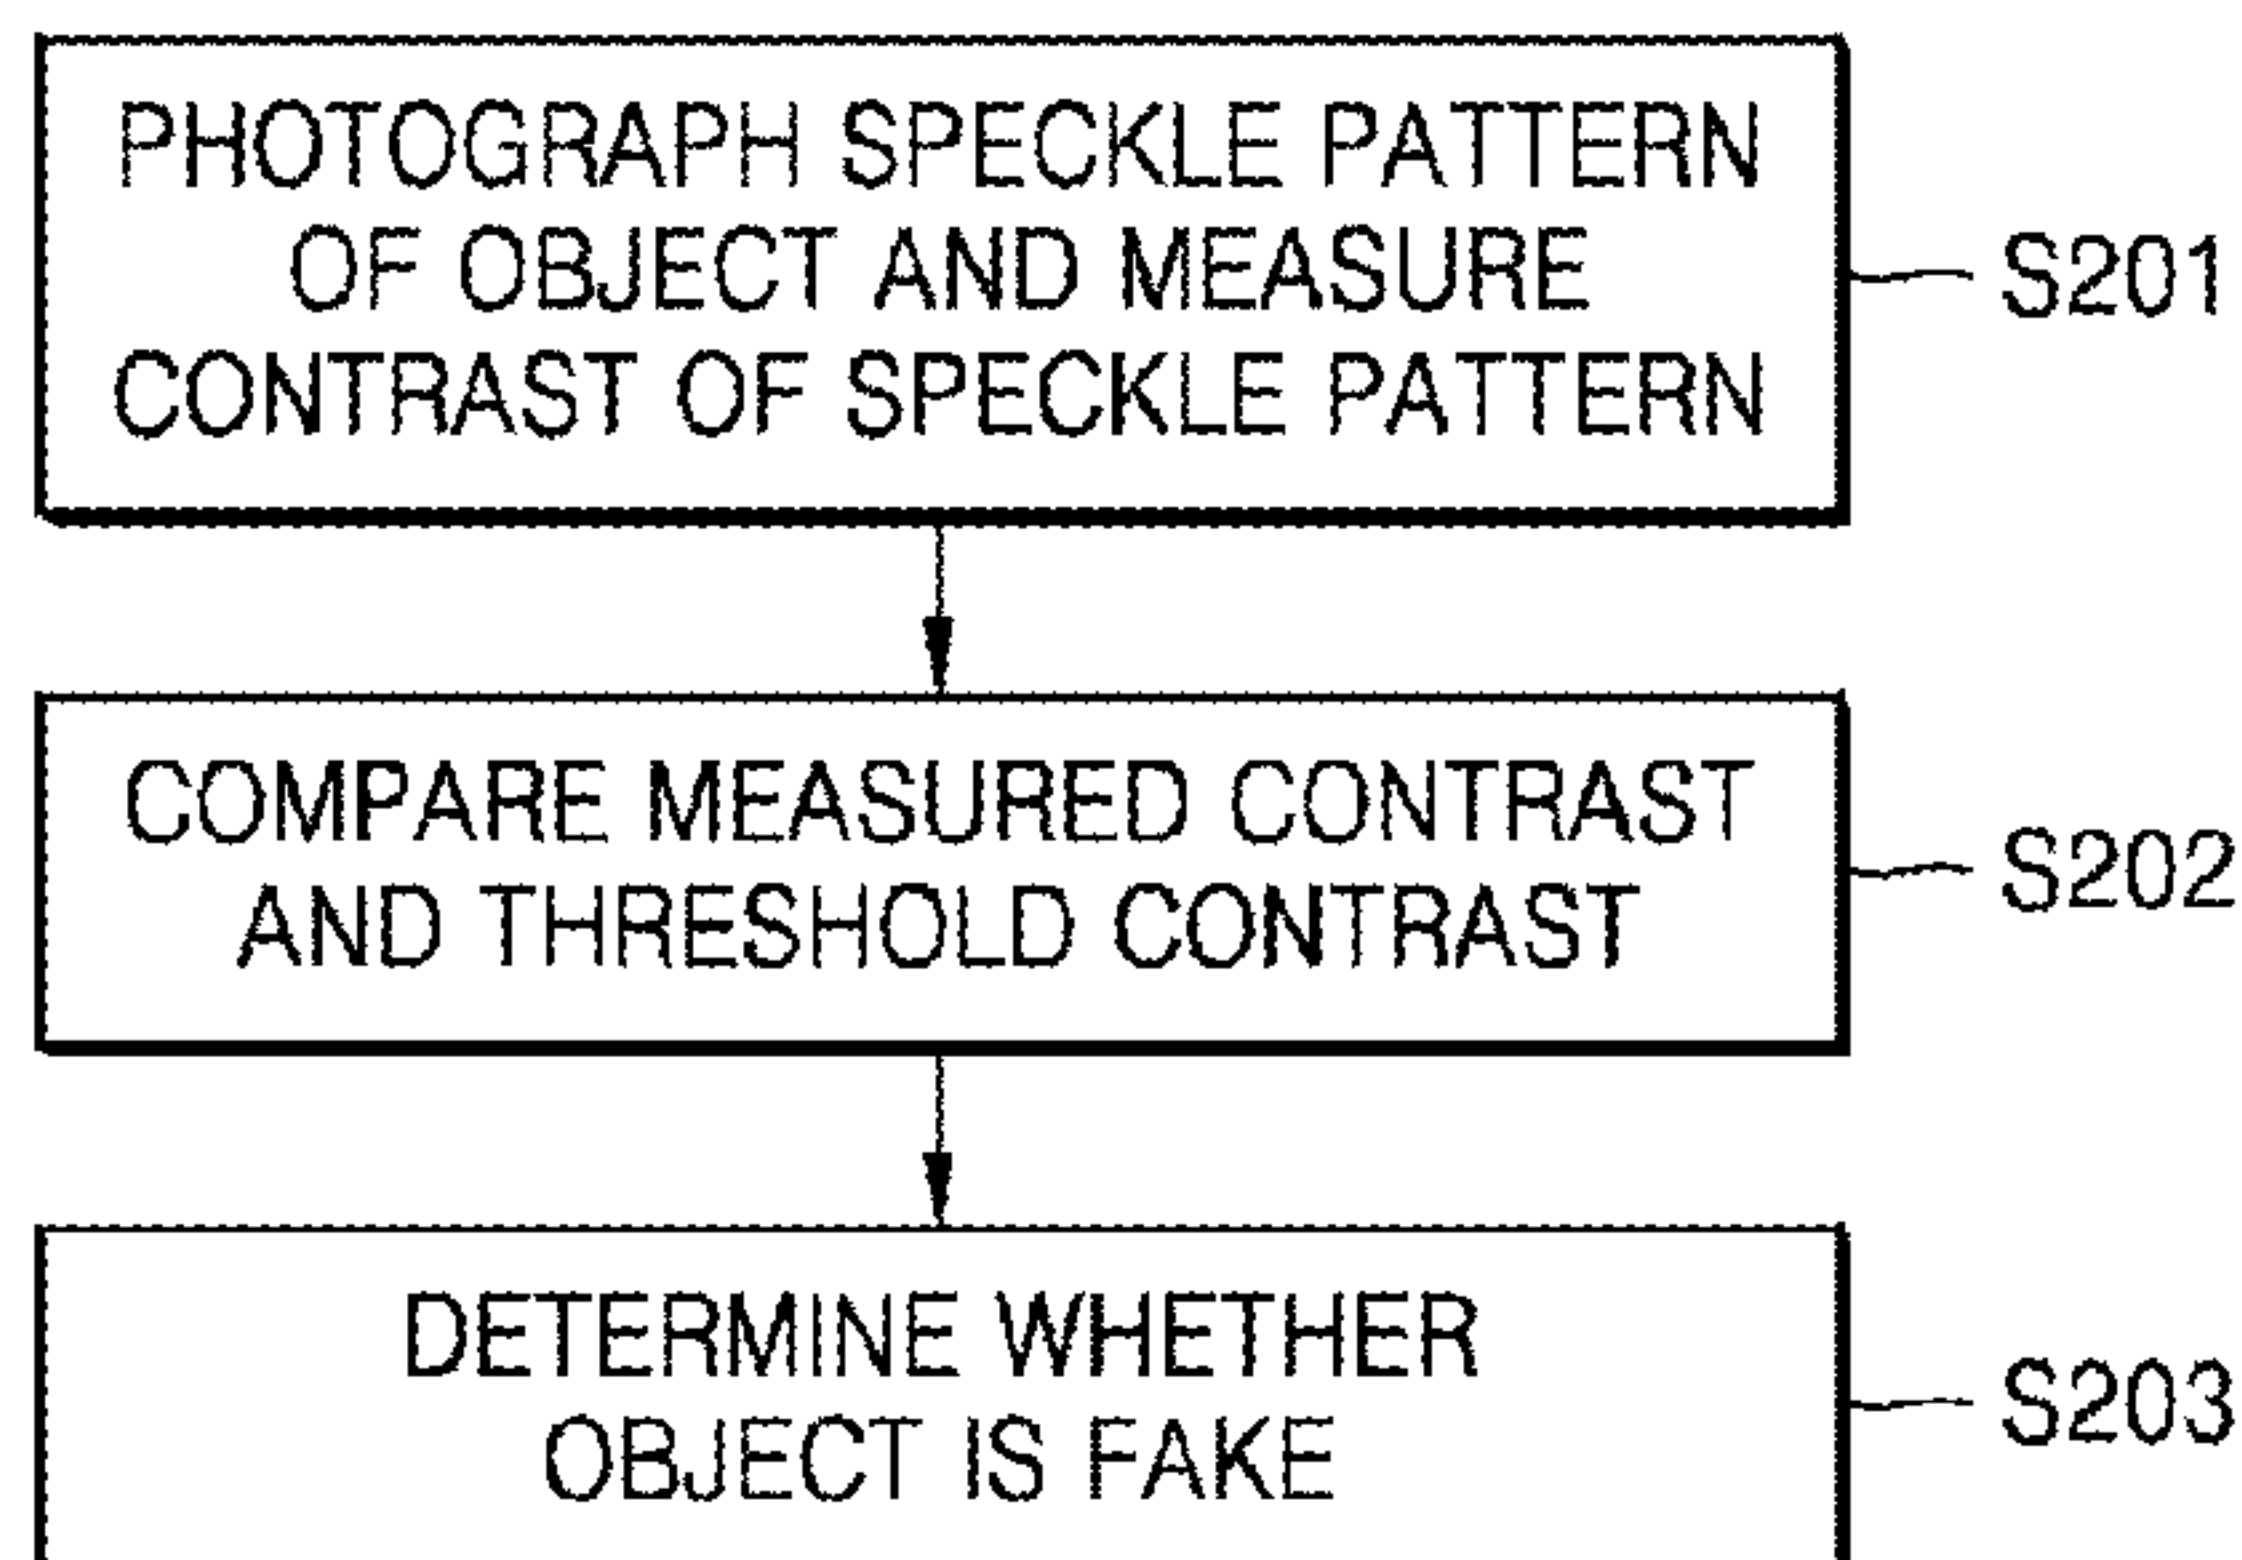 PHOTOGRAPH SPECKLE PATTERN
OF OBJECT AND MEASURE
CONTRAST OF SPECKLE PATTERN
S201
COMPARE MEASURED CONTRAST
AND THRESHOLD CONTRAST
S202
DETERMINE WHETHER
OBJECT IS FAKE
S203